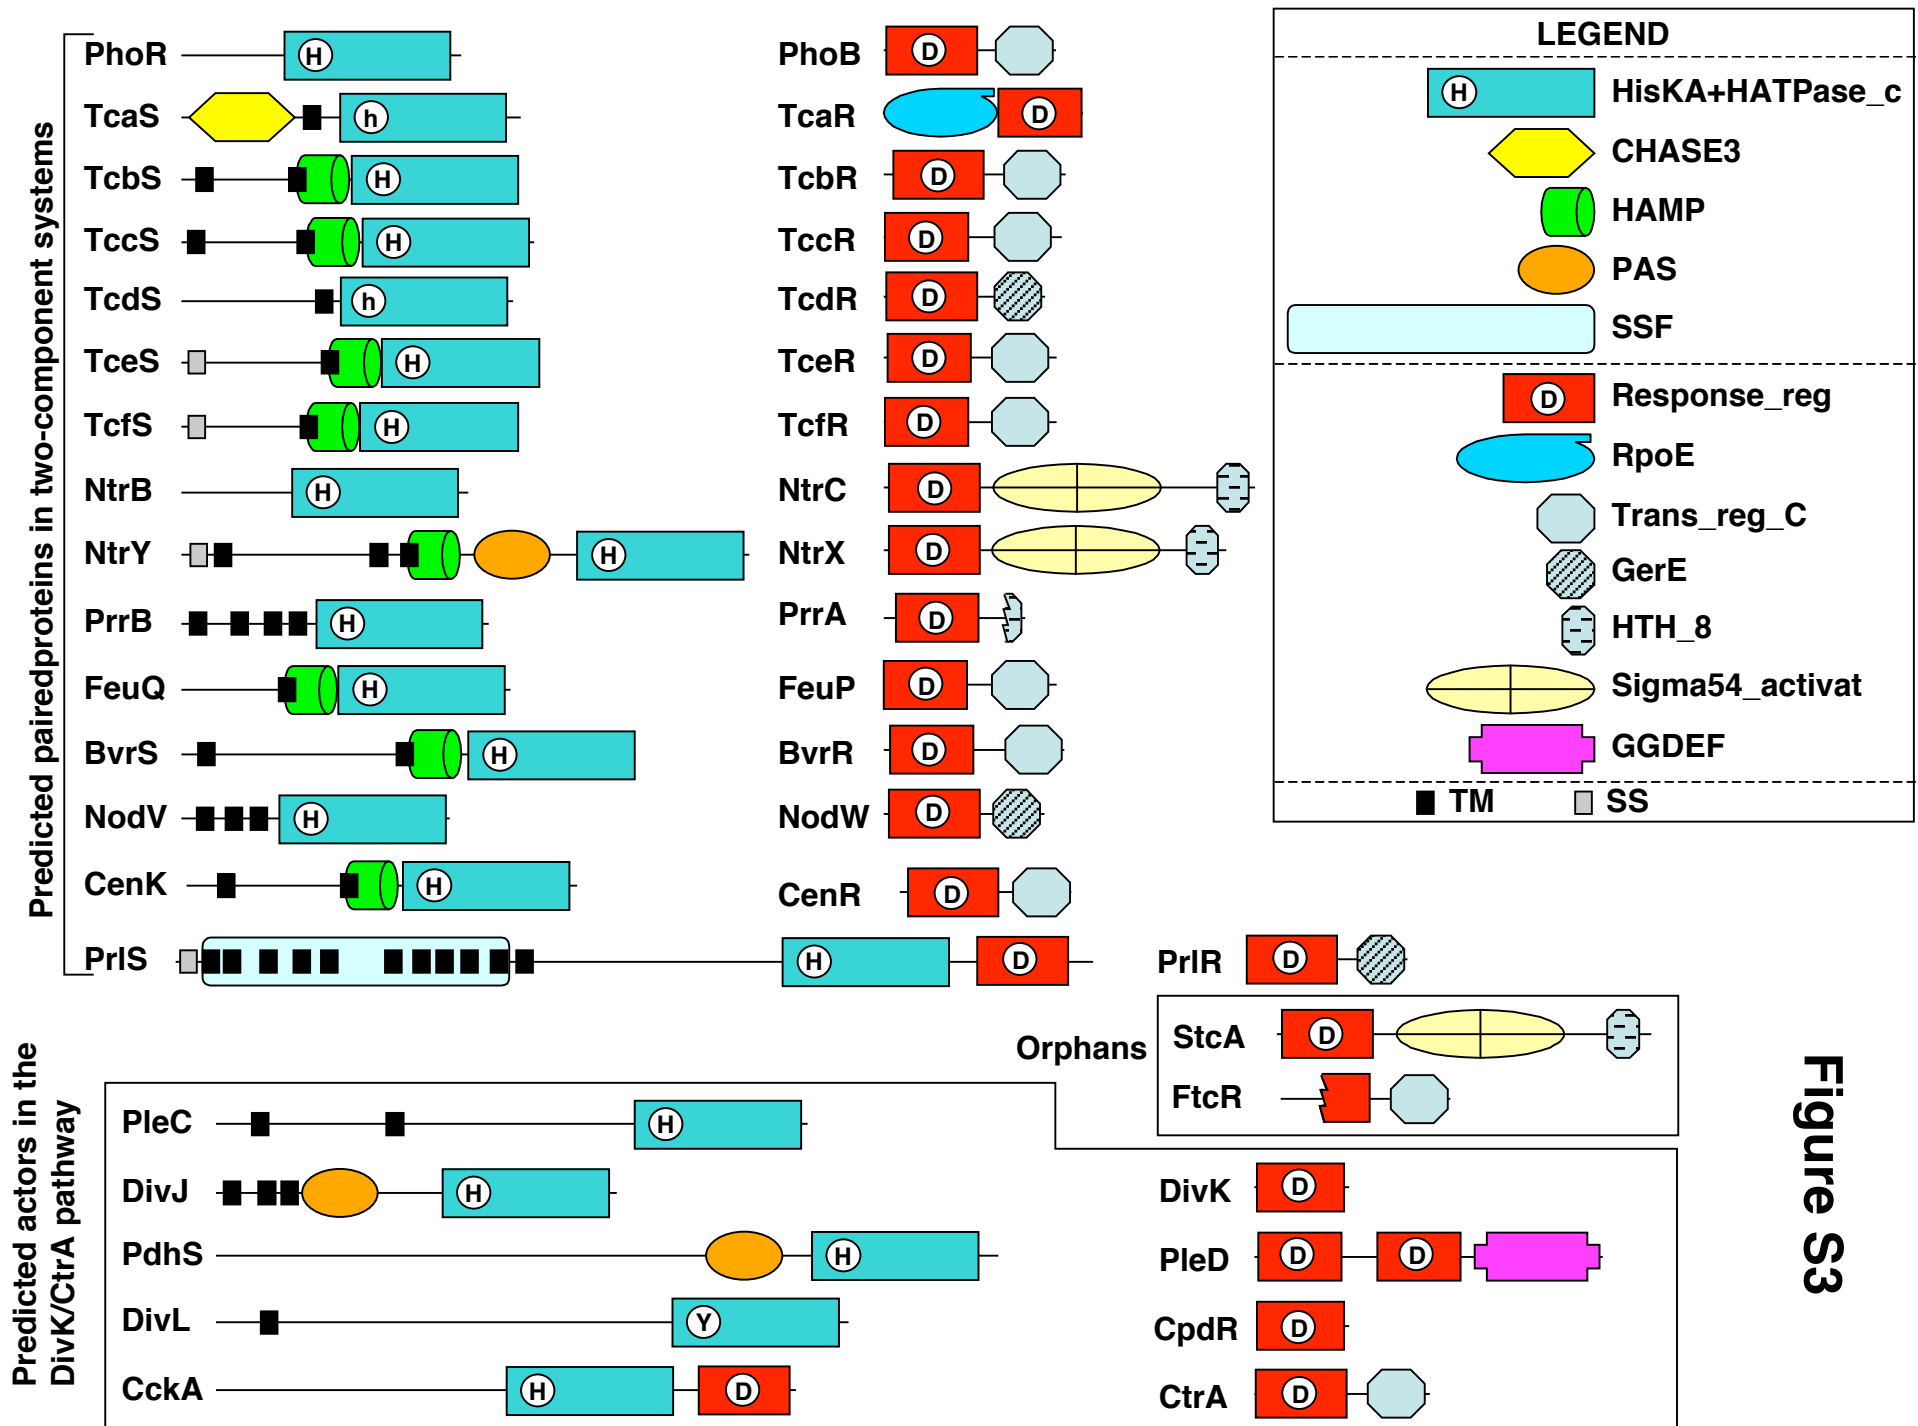 Predicted pairedproteins in two-component systems
PhoR H PhoB D
TcaS h TcaR D
TcbS H TcbR D
TccS H TccR D
TcdS h TcdR D
TceS H TceR D
TcfS H TcfR D
NtrB H NtrC D
NtrY H NtrX D
PrrB H PrrA D
FeuQ H FeuP D
BvrS H BvrR D
NodV H NodW D
CenK H CenR D
PrlS H D PrlR D
LEGEND
H HisKA+HATPase_c
CHASE3
HAMP
PAS
SSF
D Response_reg
RpoE
Trans_reg_C
GerE
HTH_8
Sigma54_activat
GGDEF
TM SS
Orphans
StcA D
FtcR
Predicted actors in the
DivK/CtrA pathway
PleC H
DivJ H DivK D
PdhS H PleD D D
DivL Y CpdR D
CckA H D CtrA D
Figure S3